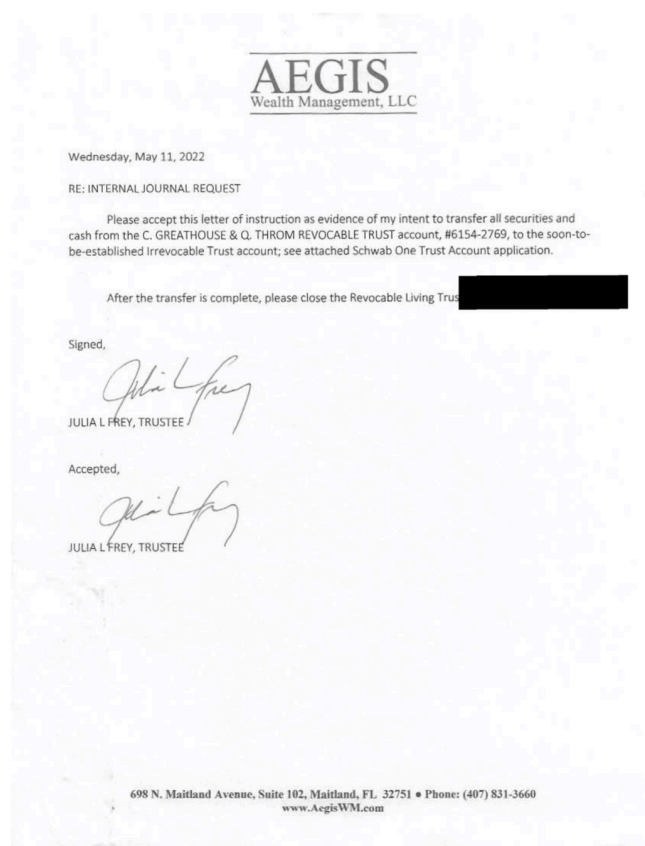 AEGIS
Wealth Management, LLC
Wednesday, May 11, 2022
RE: INTERNAL JOURNAL REQUEST
Please accept this letter of instruction as evidence of my intent to transfer all securities and
cash from the C. GREATHOUSE & Q. THROM REVOCABLE TRUST account, #6154-2769, to the soon-to-
be-established Irrevocable Trust account; see attached Schwab One Trust Account application.
After the transfer is complete, please close the Revocable Living Trus
Signed,
Julia L Frey
JULIA L FREY, TRUSTEE
Accepted,
Julia L Frey
JULIA L FREY, TRUSTEE
698 N. Maitland Avenue, Suite 102, Maitland, FL 32751 ● Phone: (407) 831-3660
www.AegisWM.com